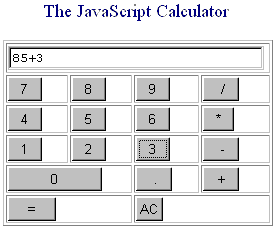 The JavaScript Calculator
85+3
7 8 9 /
4 5 6 *
1 2 3 -
0 . +
= AC